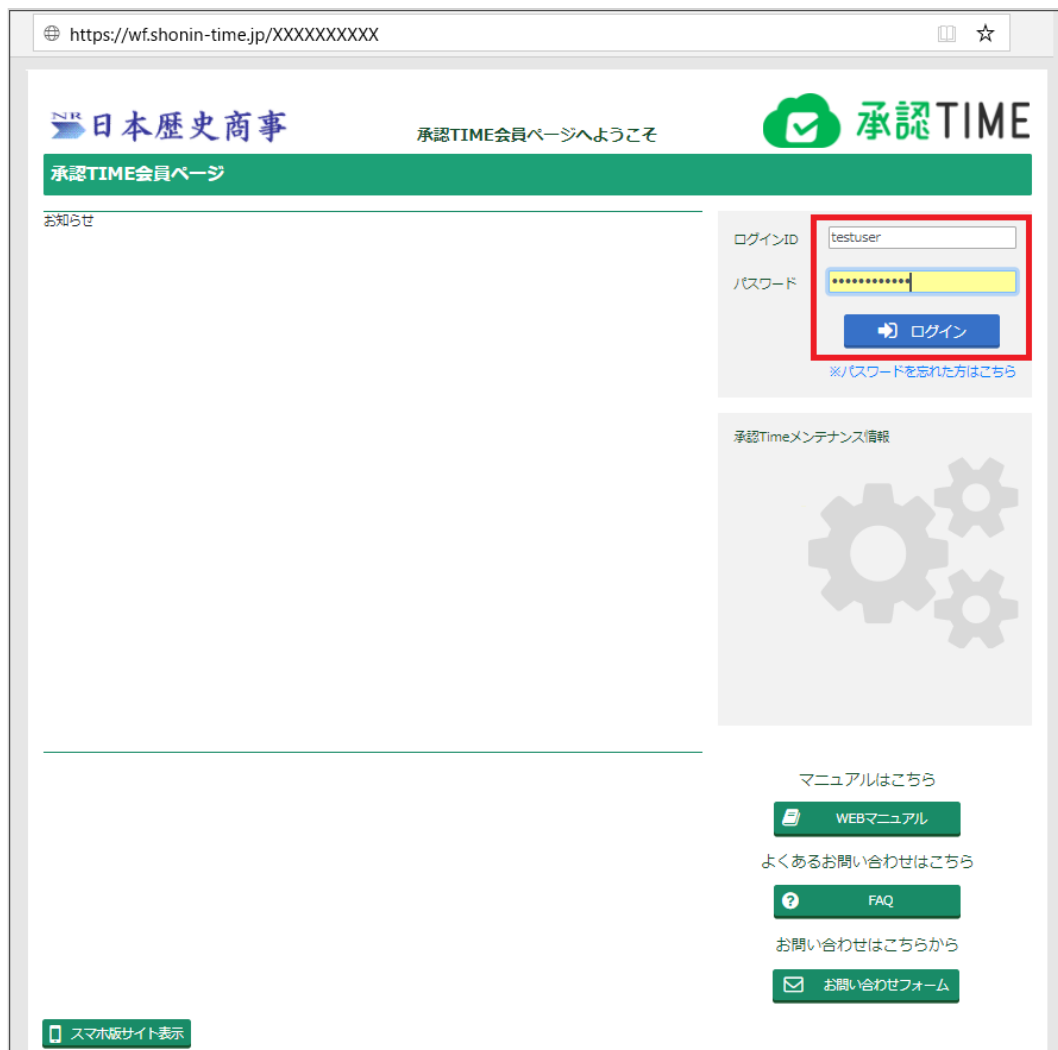 https://wf.shonin-time.jp/XXXXXXXXXX
NR
日本歴史商事
承認TIME会員ページへようこそ
承認TIME
承認TIME会員ページ
お知らせ
ログインID
testuser
パスワード
••••••••••••
ログイン
※パスワードを忘れた方はこちら
承認Timeメンテナンス情報
マニュアルはこちら
WEBマニュアル
よくあるお問い合わせはこちら
FAQ
お問い合わせはこちらから
お問い合わせフォーム
スマホ版サイト表示